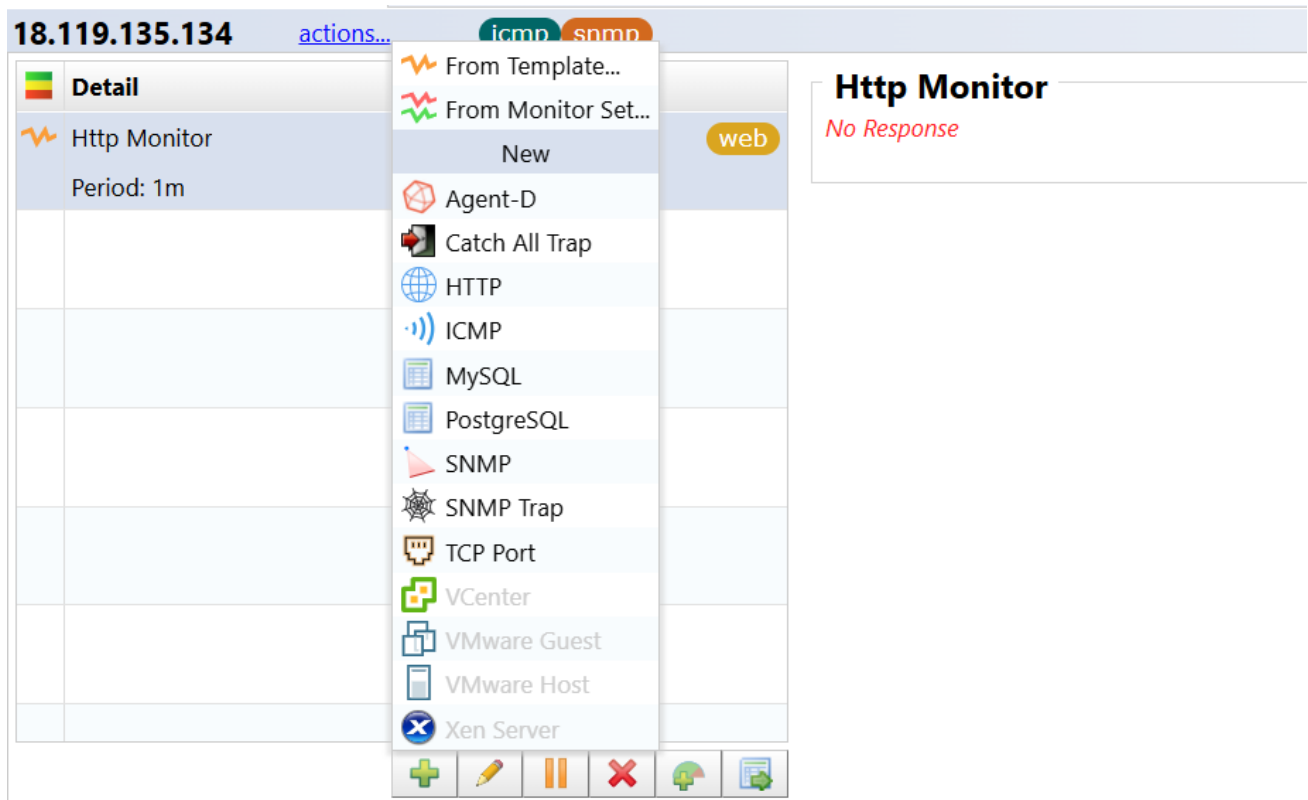 18.119.135.134 actions... icmp snmp
Detail
Http Monitor web
Period: 1m
From Template...
From Monitor Set...
New
Agent-D
Catch All Trap
HTTP
ICMP
MySQL
PostgreSQL
SNMP
SNMP Trap
TCP Port
VCenter
VMware Guest
VMware Host
Xen Server
Http Monitor
No Response